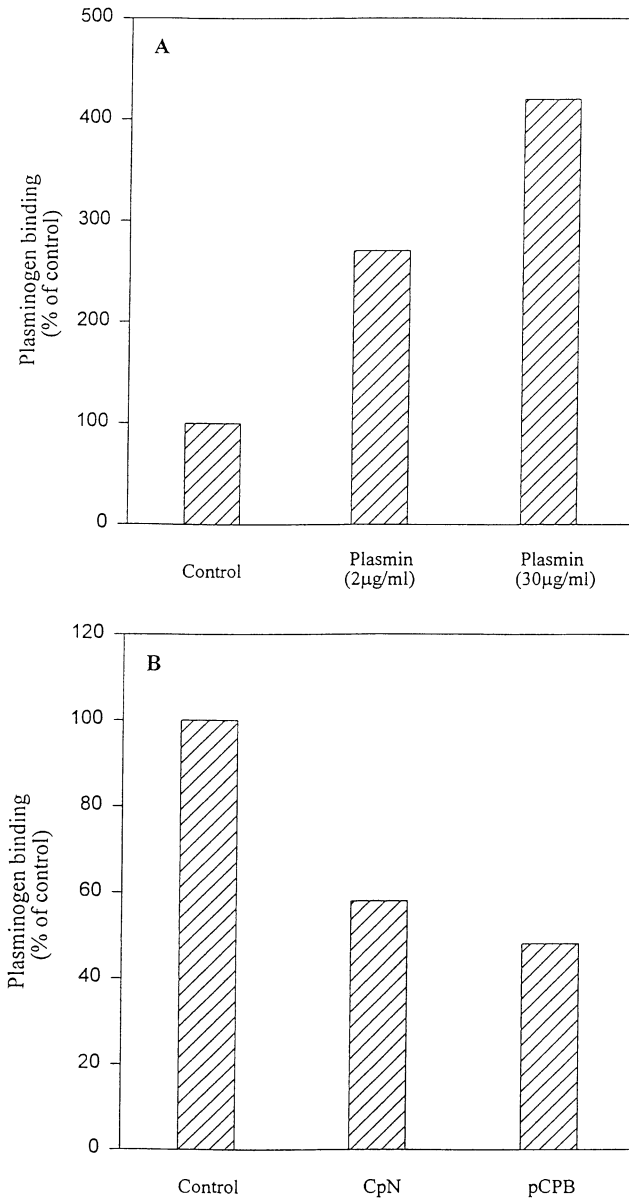 500
A
400
300
200
100
0
Plasminogen binding
(% of control)
Control
Plasmin
(2μg/ml)
Plasmin
(30μg/ml)
120
B
100
80
60
40
20
0
Plasminogen binding
(% of control)
Control
CpN
pCPB